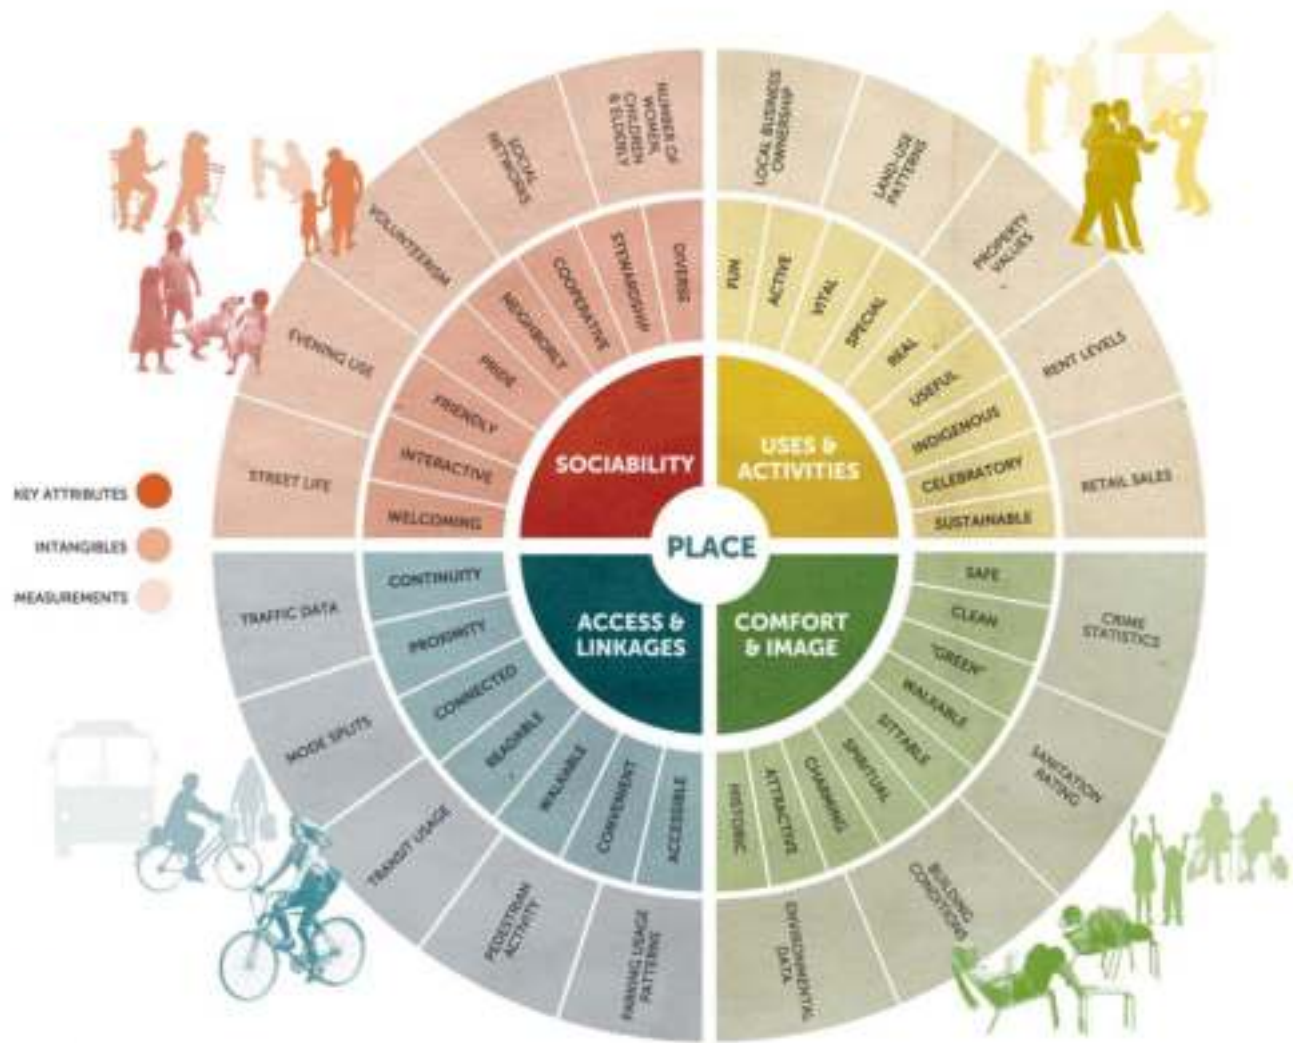 NUMBER OF
WOMEN,
CHILDREN
& ELDERLY
SOCIAL
NETWORKS
VOLUNTEERISM
EVENING USE
STREET LIFE
LOCAL BUSINESS
OWNERSHIP
LAND-USE
PATTERNS
PROPERTY
VALUES
RENT LEVELS
RETAIL SALES
DIVERSE
STEWARDSHIP
COOPERATIVE
NEIGHBORLY
PRIDE
FRIENDLY
INTERACTIVE
WELCOMING
FUN
ACTIVE
VITAL
SPECIAL
REAL
USEFUL
INDIGENOUS
CELEBRATORY
SUSTAINABLE
SOCIABILITY
USES &
ACTIVITIES
PLACE
ACCESS &
LINKAGES
COMFORT
& IMAGE
KEY ATTRIBUTES
INTANGIBLES
MEASUREMENTS
CONTINUITY
PROXIMITY
CONNECTED
READABLE
WALKABLE
CONVENIENT
ACCESSIBLE
SAFE
CLEAN
"GREEN"
WALKABLE
SITTABLE
SPIRITUAL
CHARMING
ATTRACTIVE
HISTORIC
TRAFFIC DATA
MODE SPLITS
TRANSIT USAGE
PEDESTRIAN
ACTIVITY
PARKING USAGE
PATTERNS
CRIME
STATISTICS
SANITATION
RATING
BUILDING
CONDITIONS
ENVIRONMENTAL
DATA